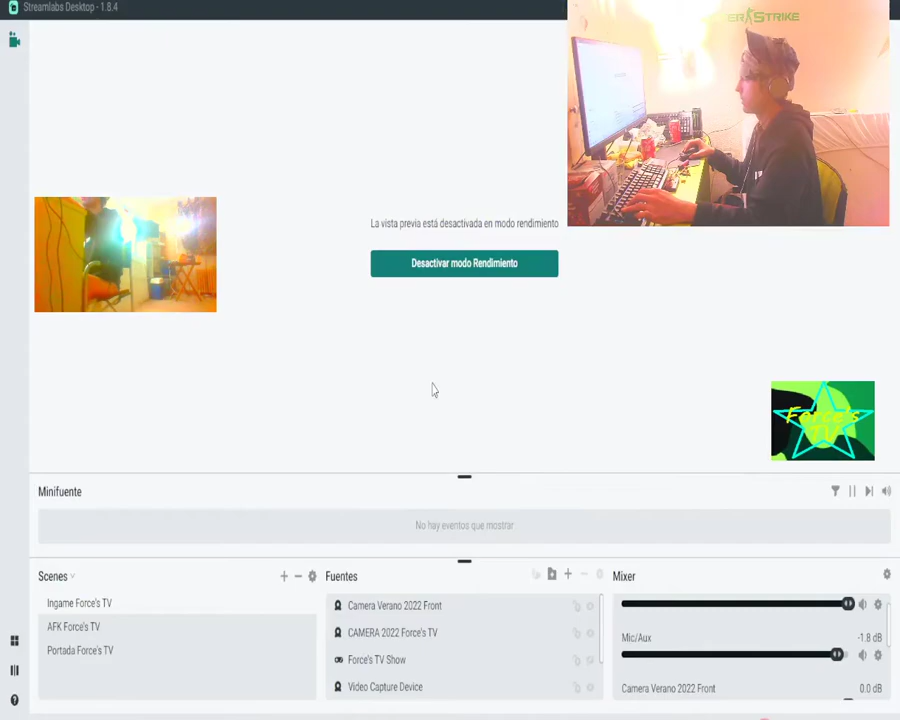 Streamlabs Desktop - 1.8.4
STRIKE
La vista previa está desactivada en modo rendimiento
Desactivar modo Rendimiento
Force's
TV
Minifuente
No hay eventos que mostrar
Scenes
Fuentes
Mixer
Ingame Force's TV
AFK Force's TV
Portada Force's TV
Camera Verano 2022 Front
CAMERA 2022 Force's TV
Force's TV Show
Video Capture Device
Mic/Aux
-1.8 dB
Camera Verano 2022 Front
0.0 dB